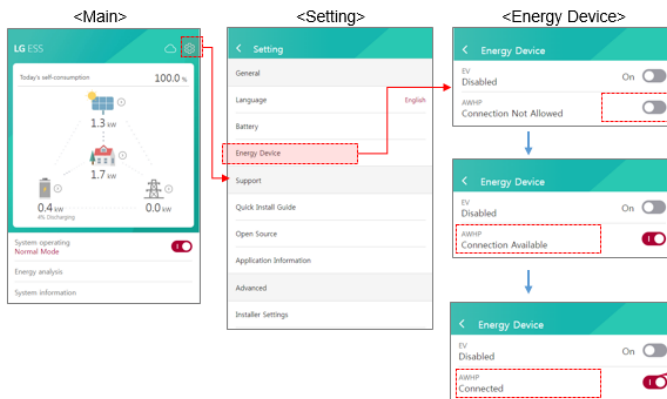 <Main>
LG ESS
Today's self-consumption 100.0 %
1.3 kW
1.7 kW
0.4 kW
4% Discharging
0.0 kW
System operating
Normal Mode
Energy analysis
System information
<Setting>
Setting
General
Language English
Battery
Energy Device
Support
Quick Install Guide
Open Source
Application Information
Advanced
Installer Settings
<Energy Device>
Energy Device
EV
Disabled On
AWHP
Connection Not Allowed
Energy Device
EV
Disabled On
AWHP
Connection Available
Energy Device
EV
Disabled On
AWHP
Connected